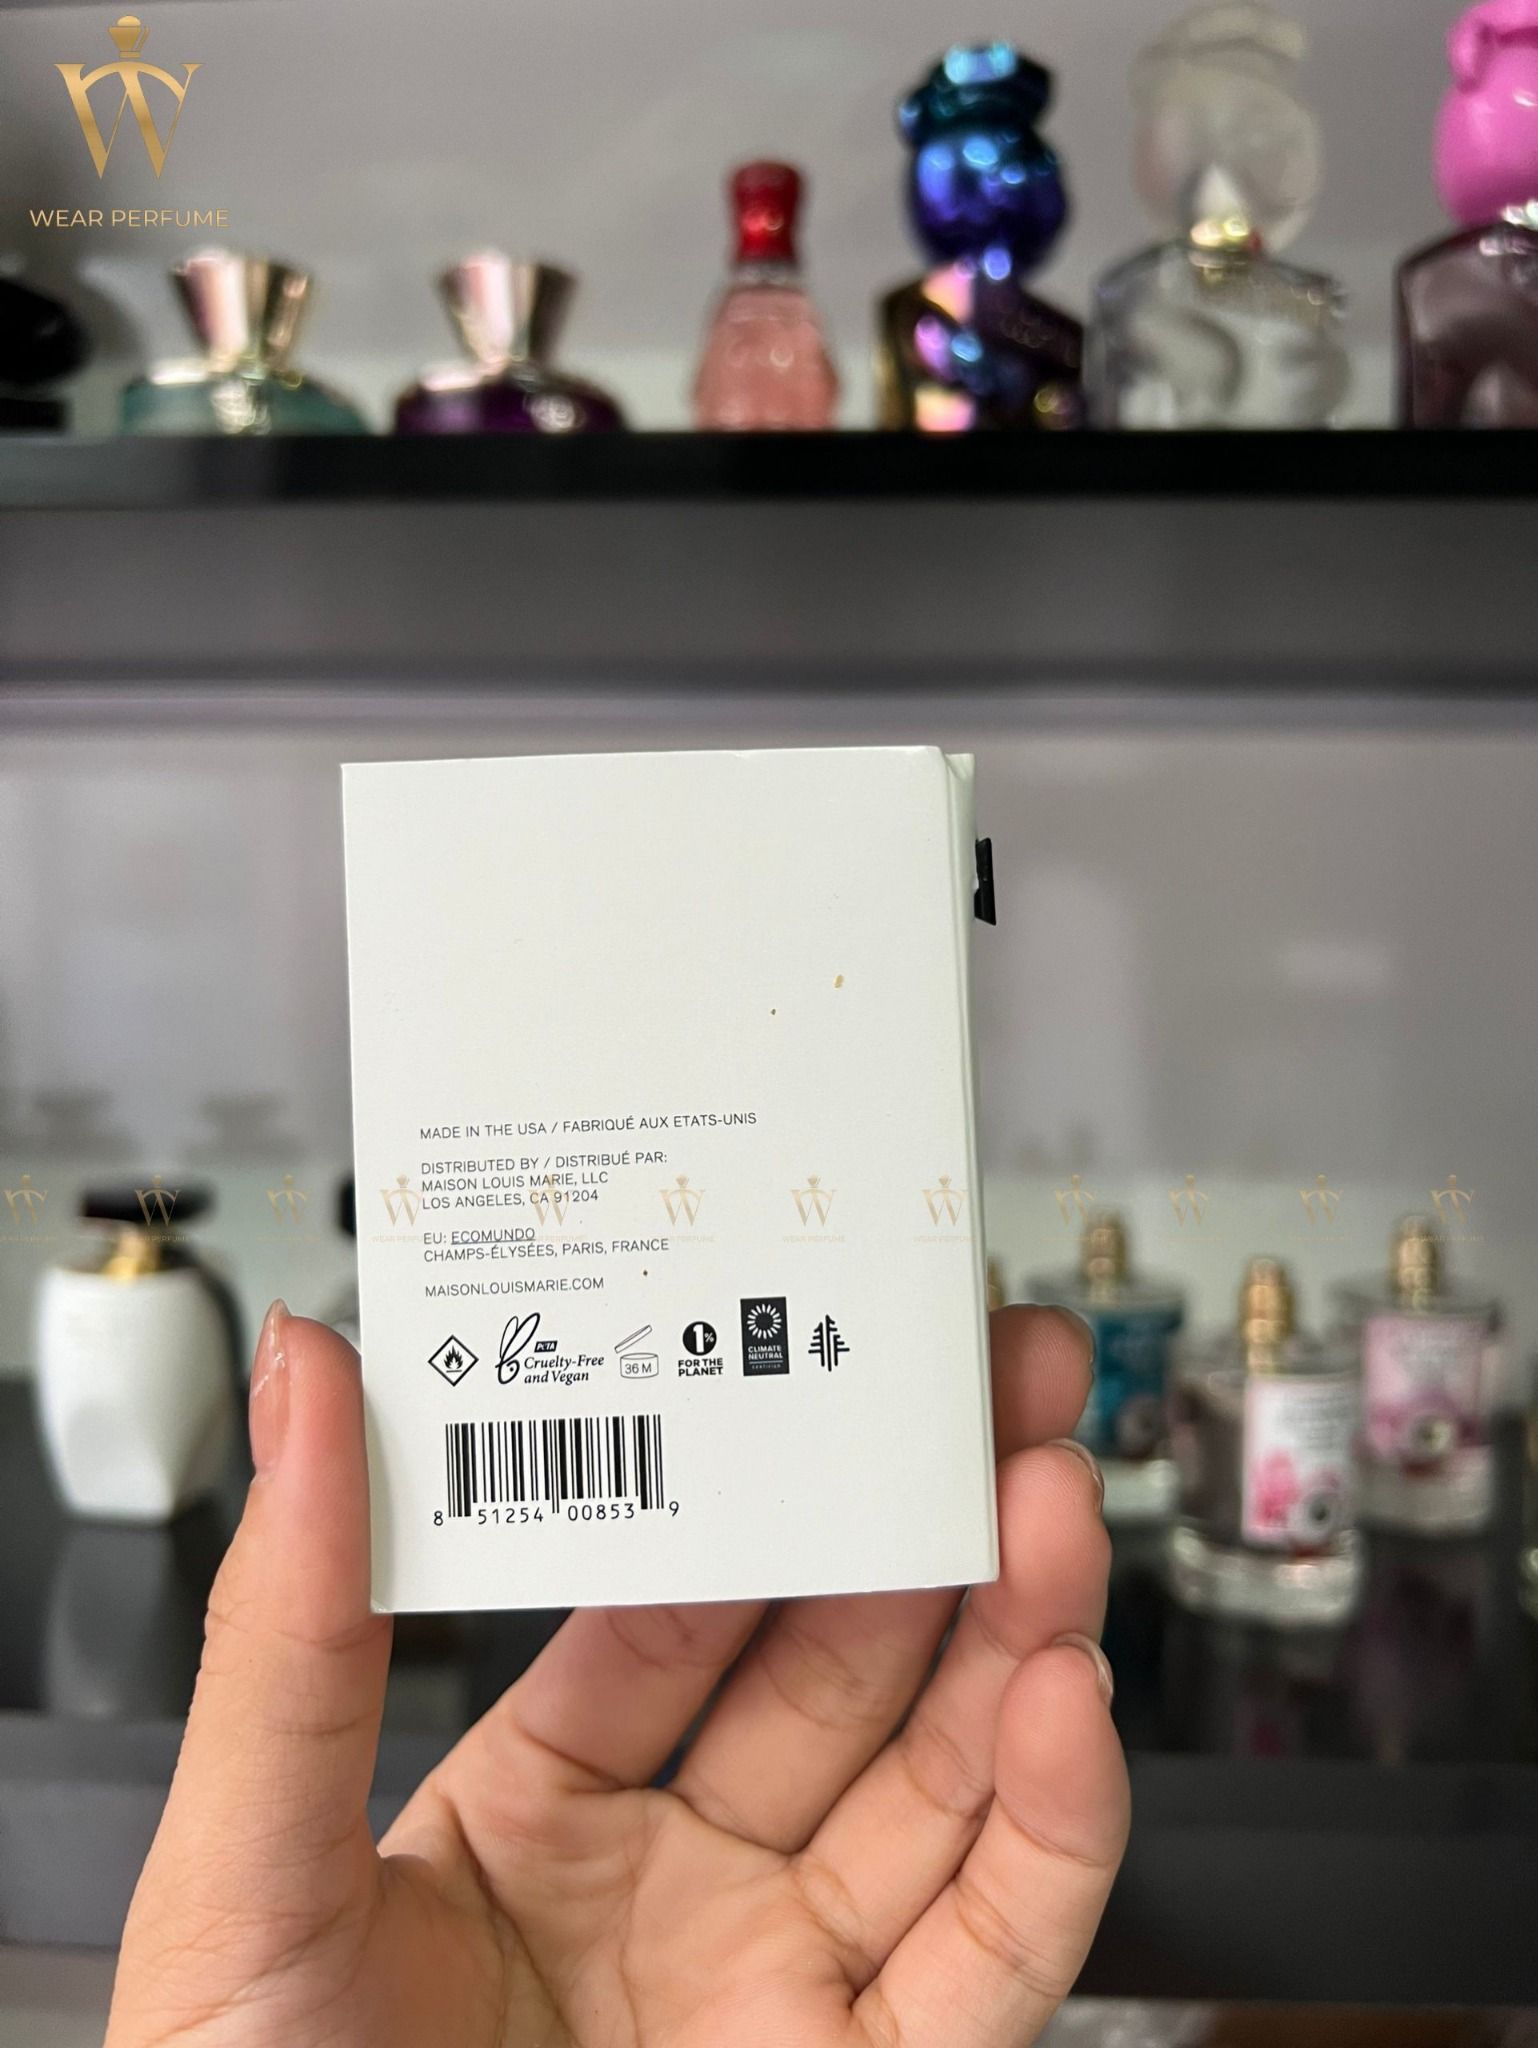 WEAR PERFUME
MADE IN THE USA / FABRIQUÉ AUX ETATS-UNIS
DISTRIBUTED BY / DISTRIBUÉ PAR:
MAISON LOUIS MARIE, LLC
LOS ANGELES, CA 91204
EU: ECOMUNDO
CHAMPS-ÉLYSÉES, PARIS, FRANCE
MAISONLOUISMARIE.COM
PETA
Cruelty-Free
and Vegan
36 M
1%
FOR THE
PLANET
CLIMATE
NEUTRAL
CERTIFIED
8 51254 00853 9